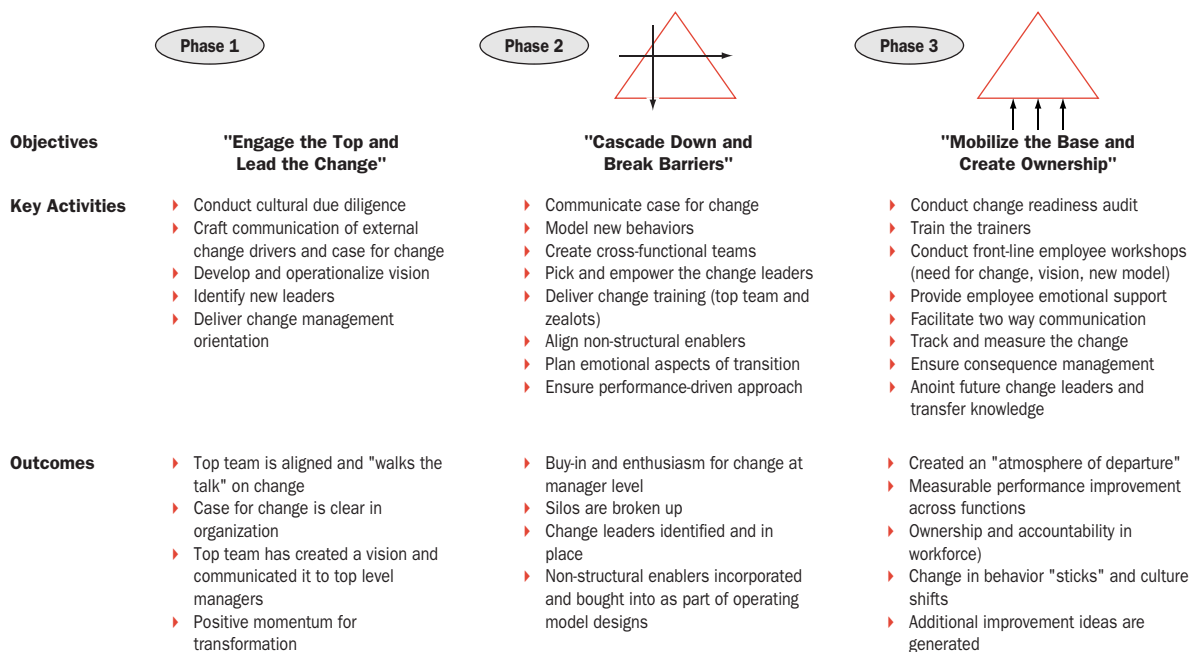 Phase 1
Phase 2
Phase 3
Objectives
"Engage the Top and
Lead the Change"
"Cascade Down and
Break Barriers"
"Mobilize the Base and
Create Ownership"
Key Activities
Conduct cultural due diligence
Craft communication of external
change drivers and case for change
Develop and operationalize vision
Identify new leaders
Deliver change management
orientation
Communicate case for change
Model new behaviors
Create cross-functional teams
Pick and empower the change leaders
Deliver change training (top team and
zealots)
Align non-structural enablers
Plan emotional aspects of transition
Ensure performance-driven approach
Conduct change readiness audit
Train the trainers
Conduct front-line employee workshops
(need for change, vision, new model)
Provide employee emotional support
Facilitate two way communication
Track and measure the change
Ensure consequence management
Anoint future change leaders and
transfer knowledge
Outcomes
Top team is aligned and "walks the
talk" on change
Case for change is clear in
organization
Top team has created a vision and
communicated it to top level
managers
Positive momentum for
transformation
Buy-in and enthusiasm for change at
manager level
Silos are broken up
Change leaders identified and in
place
Non-structural enablers incorporated
and bought into as part of operating
model designs
Created an "atmosphere of departure"
Measurable performance improvement
across functions
Ownership and accountability in
workforce)
Change in behavior "sticks" and culture
shifts
Additional improvement ideas are
generated